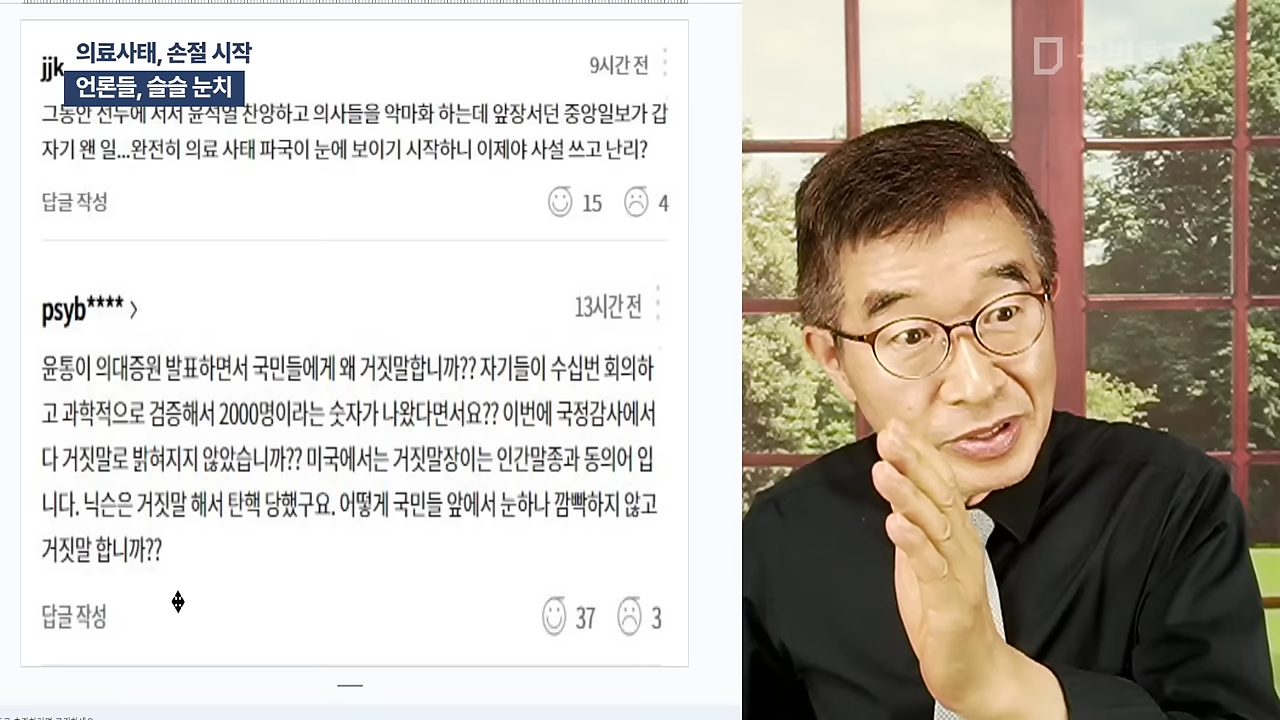 의료사태, 손절 시작
언론들, 슬슬 눈치
jjk
9시간 전
그동안 선두에 서서 윤석열 찬양하고 의사들을 악마화 하는데 앞장서던 중앙일보가 갑
자기 왠 일...완전히 의료 사태 파국이 눈에 보이기 시작하니 이제야 사설 쓰고 난리?
답글 작성
15
4
psyb**** >
13시간 전
윤통이 의대증원 발표하면서 국민들에게 왜 거짓말합니까?? 자기들이 수십번 회의하
고 과학적으로 검증해서 2000명이라는 숫자가 나왔다면서요?? 이번에 국정감사에서
다 거짓말로 밝혀지지 않았습니까?? 미국에서는 거짓말장이는 인간말종과 동의어 입
니다. 닉슨은 거짓말 해서 탄핵 당했구요. 어떻게 국민들 앞에서 눈하나 깜빡하지 않고
거짓말 합니까??
답글 작성
37
3